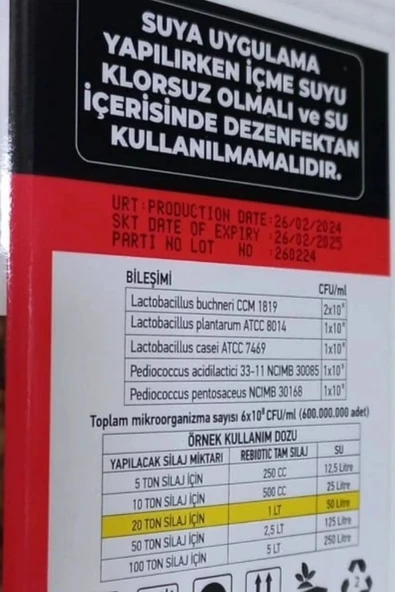 SUYA UYGULAMA
YAPILIRKEN İÇME SUYU
KLORSUZ OLMALI ve SU
İÇERİSİNDE DEZENFEKTAN
KULLANILMAMALIDIR.
URT:PRODUCTION DATE:26/02/2024
SKT DATE OF EXPIRY :26/02/2025
PARTI NO LOT NO :260224
BİLEŞİMİ CFU/ml
Lactobacillus buchneri CCM 1819 2x10⁸
Lactobacillus plantarum ATCC 8014 1x10⁸
Lactobacillus casei ATCC 7469 1x10⁸
Pediococcus acidilactici 33-11 NCIMB 30085 1x10⁸
Pediococcus pentosaceus NCIMB 30168 1x10⁸
Toplam mikroorganizma sayısı 6x10⁸ CFU/ml (600.000.000 adet)
ÖRNEK KULLANIM DOZU
YAPILACAK SİLAJ MİKTARI REBIOTIC TAM SILAJ SU
5 TON SİLAJ İÇİN 250 CC 12,5 Litre
10 TON SİLAJ İÇİN 500 CC 25 Litre
20 TON SİLAJ İÇİN 1 LT 50 Litre
50 TON SİLAJ İÇİN 2,5 LT 125 Litre
100 TON SİLAJ İÇİN 5 LT 250 Litre
2